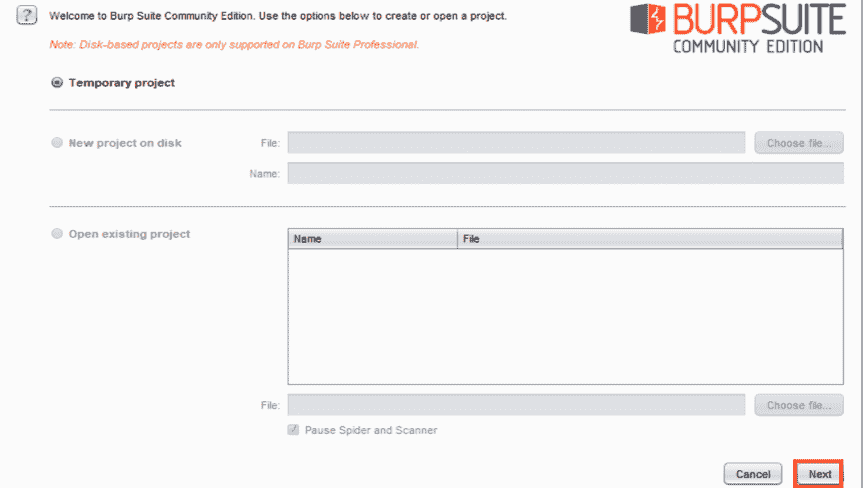 ?
Welcome to Burp Suite Community Edition. Use the options below to create or open a project.
BURPSUITE
COMMUNITY EDITION
Note: Disk-based projects are only supported on Burp Suite Professional.
Temporary project
New project on disk
File:
Choose file...
Name:
Open existing project
Name
File
File:
Choose file...
Pause Spider and Scanner
Cancel
Next